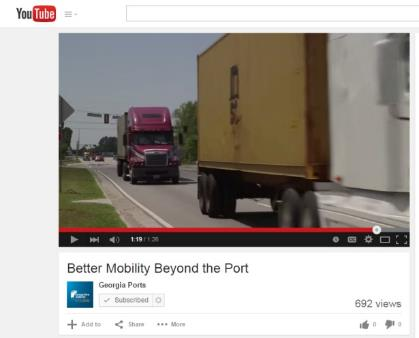 YouTube
1:19 / 1:26
Better Mobility Beyond the Port
Georgia Ports
Subscribed
692 views
Add to
Share
More
0
0